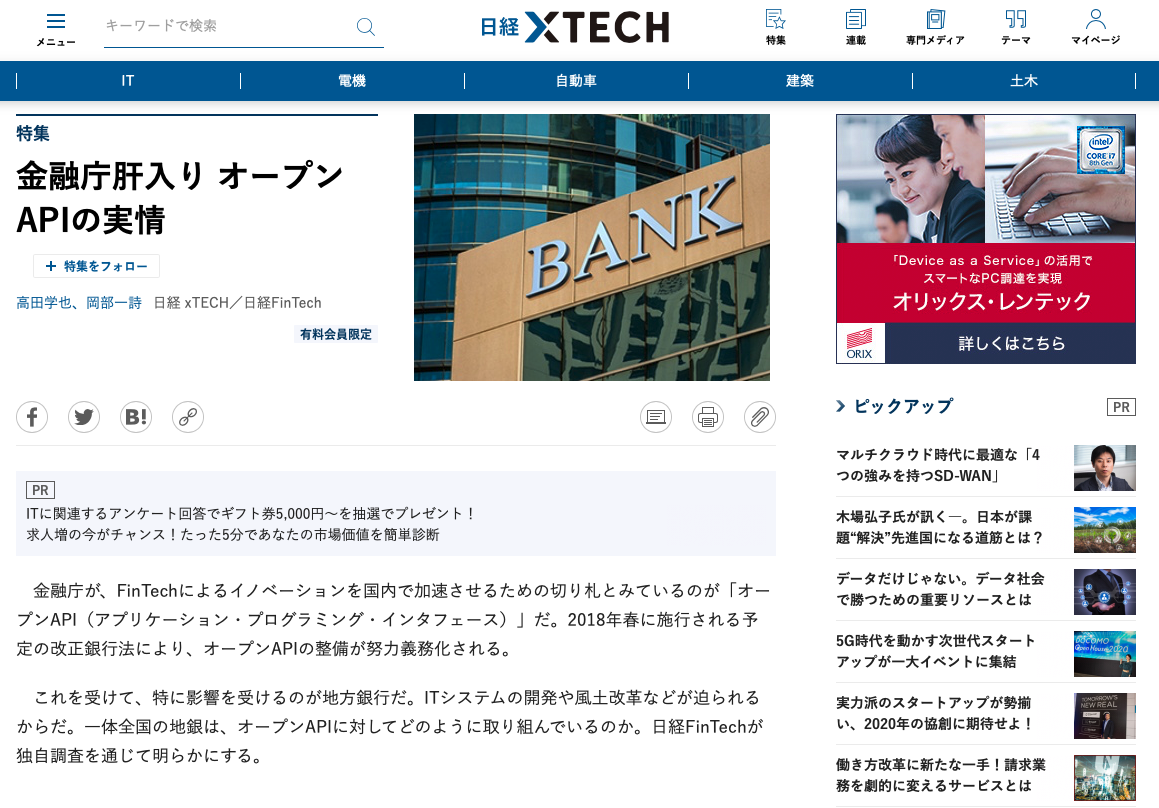 メニュー
キーワードで検索
日経 XTECH
特集
連載
専門メディア
テーマ
マイページ
IT
電機
自動車
建築
土木
特集
金融庁肝入り オープン
APIの実情
+ 特集をフォロー
高田学也、岡部一詩 日経 xTECH／日経FinTech
有料会員限定
BANK
B!
PR
ITに関連するアンケート回答でギフト券5,000円～を抽選でプレゼント！
求人増の今がチャンス！たった5分であなたの市場価値を簡単診断
　金融庁が、FinTechによるイノベーションを国内で加速させるための切り札とみているのが「オー
プンAPI（アプリケーション・プログラミング・インタフェース）」だ。2018年春に施行される予
定の改正銀行法により、オープンAPIの整備が努力義務化される。
　これを受けて、特に影響を受けるのが地方銀行だ。ITシステムの開発や風土改革などが迫られる
からだ。一体全国の地銀は、オープンAPIに対してどのように取り組んでいるのか。日経FinTechが
独自調査を通じて明らかにする。
intel
CORE i7
8th Gen
「Device as a Service」の活用で
スマートなPC調達を実現
オリックス・レンテック
ORIX
詳しくはこちら
ピックアップ
PR
マルチクラウド時代に最適な「4
つの強みを持つSD-WAN」
木場弘子氏が訊く―。日本が課
題“解決”先進国になる道筋とは？
データだけじゃない。データ社会
で勝つための重要リソースとは
5G時代を動かす次世代スタート
アップが一大イベントに集結
DOCOMO
Open House 2020
実力派のスタートアップが勢揃
い、2020年の協創に期待せよ！
TOMORROW'S
NEW REAL
働き方改革に新たな一手！請求業
務を劇的に変えるサービスとは